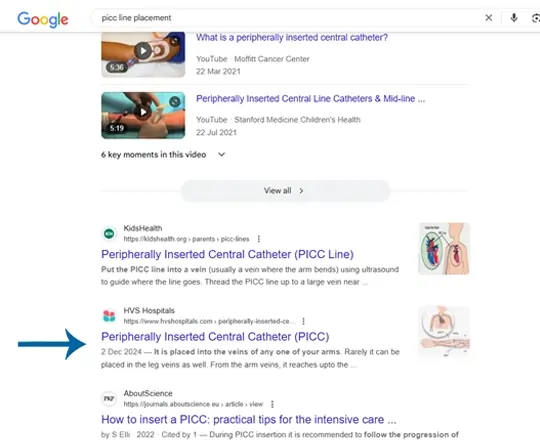 Google
picc line placement
What is a peripherally inserted central catheter?
5:36
YouTube · Moffitt Cancer Center
22 Mar 2021
Peripherally Inserted Central Line Catheters & Mid-line ...
5:19
YouTube · Stanford Medicine Children's Health
22 Jul 2021
6 key moments in this video
View all
KidsHealth
https://kidshealth.org › parents › picc-lines
Peripherally Inserted Central Catheter (PICC Line)
Put the PICC line into a vein (usually a vein where the arm bends) using ultrasound
to guide where the line goes. Thread the PICC line up to a large vein near ...
HVS Hospitals
https://www.hvshospitals.com › peripherally-inserted-ce...
Peripherally Inserted Central Catheter (PICC)
2 Dec 2024 — It is placed into the veins of any one of your arms. Rarely it can be
placed in the leg veins as well. From the arm veins, it reaches upto the ...
AboutScience
https://journals.aboutscience.eu › article › view
How to insert a PICC: practical tips for the intensive care ...
by S Elli · 2022 · Cited by 1 — During PICC insertion it is recommended to follow the progression of